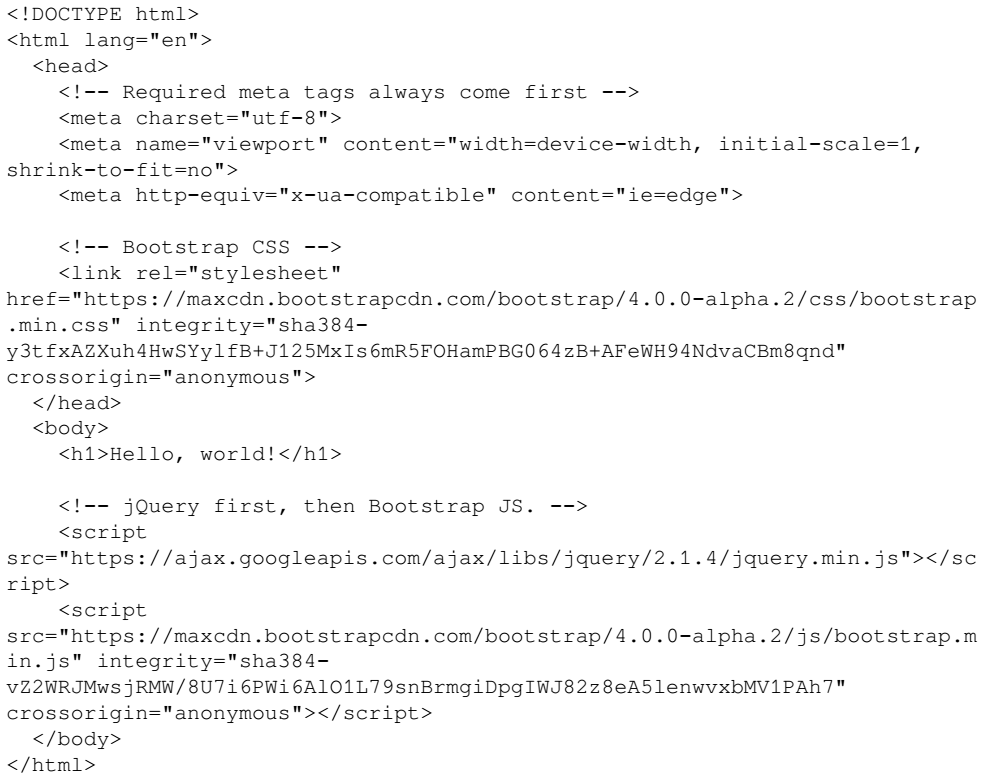 <!DOCTYPE html>
<html lang="en">
  <head>
    <!-- Required meta tags always come first -->
    <meta charset="utf-8">
    <meta name="viewport" content="width=device-width, initial-scale=1,
shrink-to-fit=no">
    <meta http-equiv="x-ua-compatible" content="ie=edge">

    <!-- Bootstrap CSS -->
    <link rel="stylesheet"
href="https://maxcdn.bootstrapcdn.com/bootstrap/4.0.0-alpha.2/css/bootstrap
.min.css" integrity="sha384-
y3tfxAZXuh4HwSYylfB+J125MxIs6mR5FOHamPBG064zB+AFeWH94NdvaCBm8qnd"
crossorigin="anonymous">
  </head>
  <body>
    <h1>Hello, world!</h1>

    <!-- jQuery first, then Bootstrap JS. -->
    <script
src="https://ajax.googleapis.com/ajax/libs/jquery/2.1.4/jquery.min.js"></sc
ript>
    <script
src="https://maxcdn.bootstrapcdn.com/bootstrap/4.0.0-alpha.2/js/bootstrap.m
in.js" integrity="sha384-
vZ2WRJMwsjRMW/8U7i6PWi6AlO1L79snBrmgiDpgIWJ82z8eA5lenwvxbMV1PAh7"
crossorigin="anonymous"></script>
  </body>
</html>